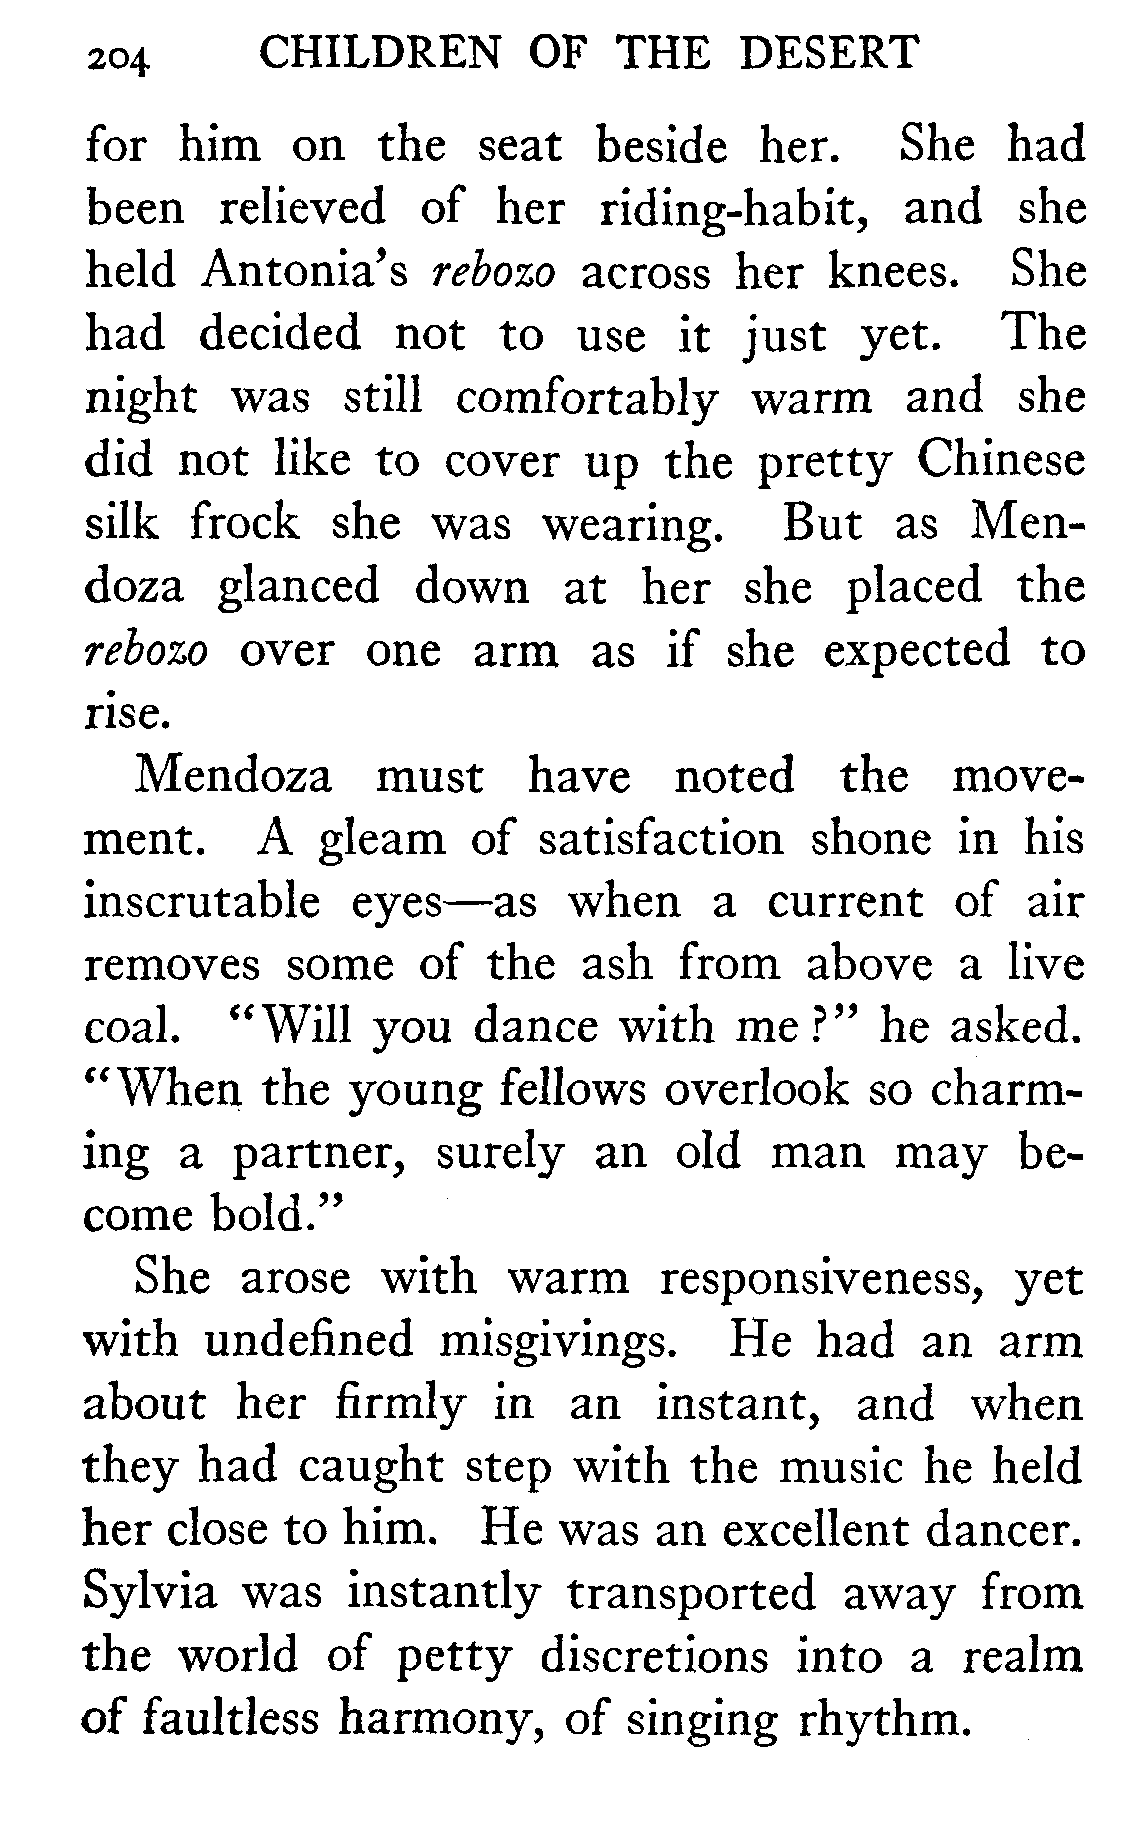 204 CHILDREN OF THE DESERT
for him on the seat beside her. She had
been relieved of her riding-habit, and she
held Antonia's rebozo across her knees. She
had decided not to use it just yet. The
night was still comfortably warm and she
did not like to cover up the pretty Chinese
silk frock she was wearing. But as Men-
doza glanced down at her she placed the
rebozo over one arm as if she expected to
rise.
Mendoza must have noted the move-
ment. A gleam of satisfaction shone in his
inscrutable eyes—as when a current of air
removes some of the ash from above a live
coal. "Will you dance with me?" he asked.
"When the young fellows overlook so charm-
ing a partner, surely an old man may be-
come bold."
She arose with warm responsiveness, yet
with undefined misgivings. He had an arm
about her firmly in an instant, and when
they had caught step with the music he held
her close to him. He was an excellent dancer.
Sylvia was instantly transported away from
the world of petty discretions into a realm
of faultless harmony, of singing rhythm.